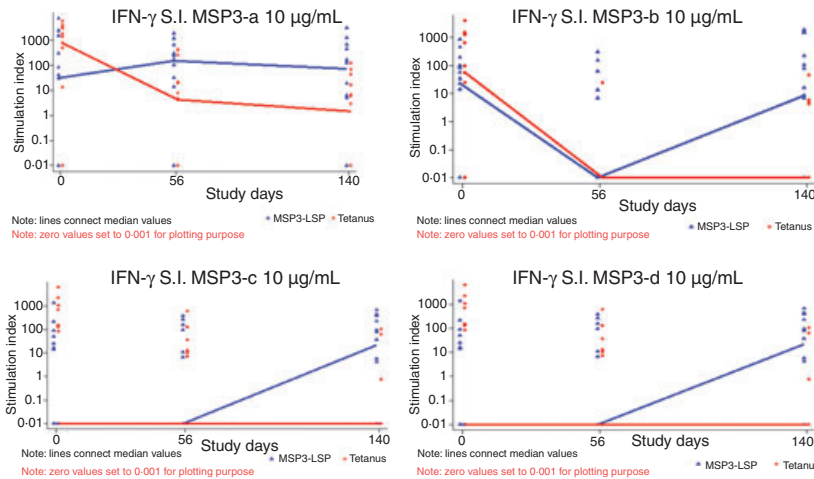 IFN-γ S.I. MSP3-a 10 µg/mL
Stimulation index
1000
100
10
1
0.1
0·01
0 56 140
Study days
Note: lines connect median values
MSP3-LSP Tetanus
Note: zero values set to 0·001 for plotting purpose
IFN-γ S.I. MSP3-b 10 µg/mL
Stimulation index
1000
100
10
1
0.1
0·01
0 56 140
Study days
Note: lines connect median values
MSP3-LSP Tetanus
Note: zero values set to 0·001 for plotting purpose
IFN-γ S.I. MSP3-c 10 µg/mL
Stimulation index
1000
100
10
1
0.1
0·01
0 56 140
Study days
Note: lines connect median values
MSP3-LSP Tetanus
Note: zero values set to 0·001 for plotting purpose
IFN-γ S.I. MSP3-d 10 µg/mL
Stimulation index
1000
100
10
1
0.1
0·01
0 56 140
Study days
Note: lines connect median values
MSP3-LSP Tetanus
Note: zero values set to 0·001 for plotting purpose